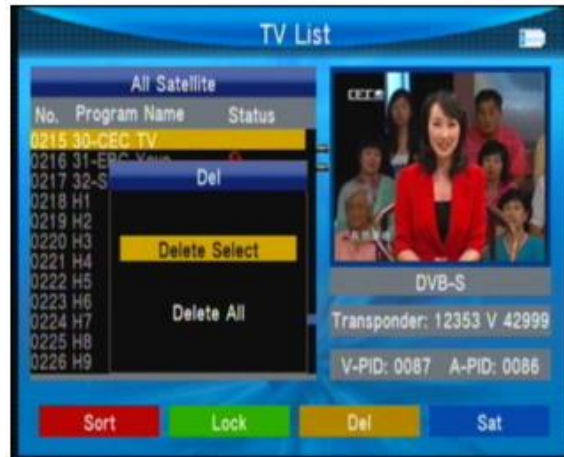 TV List
All Satellite
No. Program Name Status
0215 30-CEC TV
0216 31-EBC Yoyo
0217 32-S
0218 H1
0219 H2
0220 H3
0221 H4
0222 H5
0223 H6
0224 H7
0225 H8
0226 H9
Del
Delete Select
Delete All
DVB-S
Transponder: 12353 V 42999
V-PID: 0087 A-PID: 0086
Sort Lock Del Sat